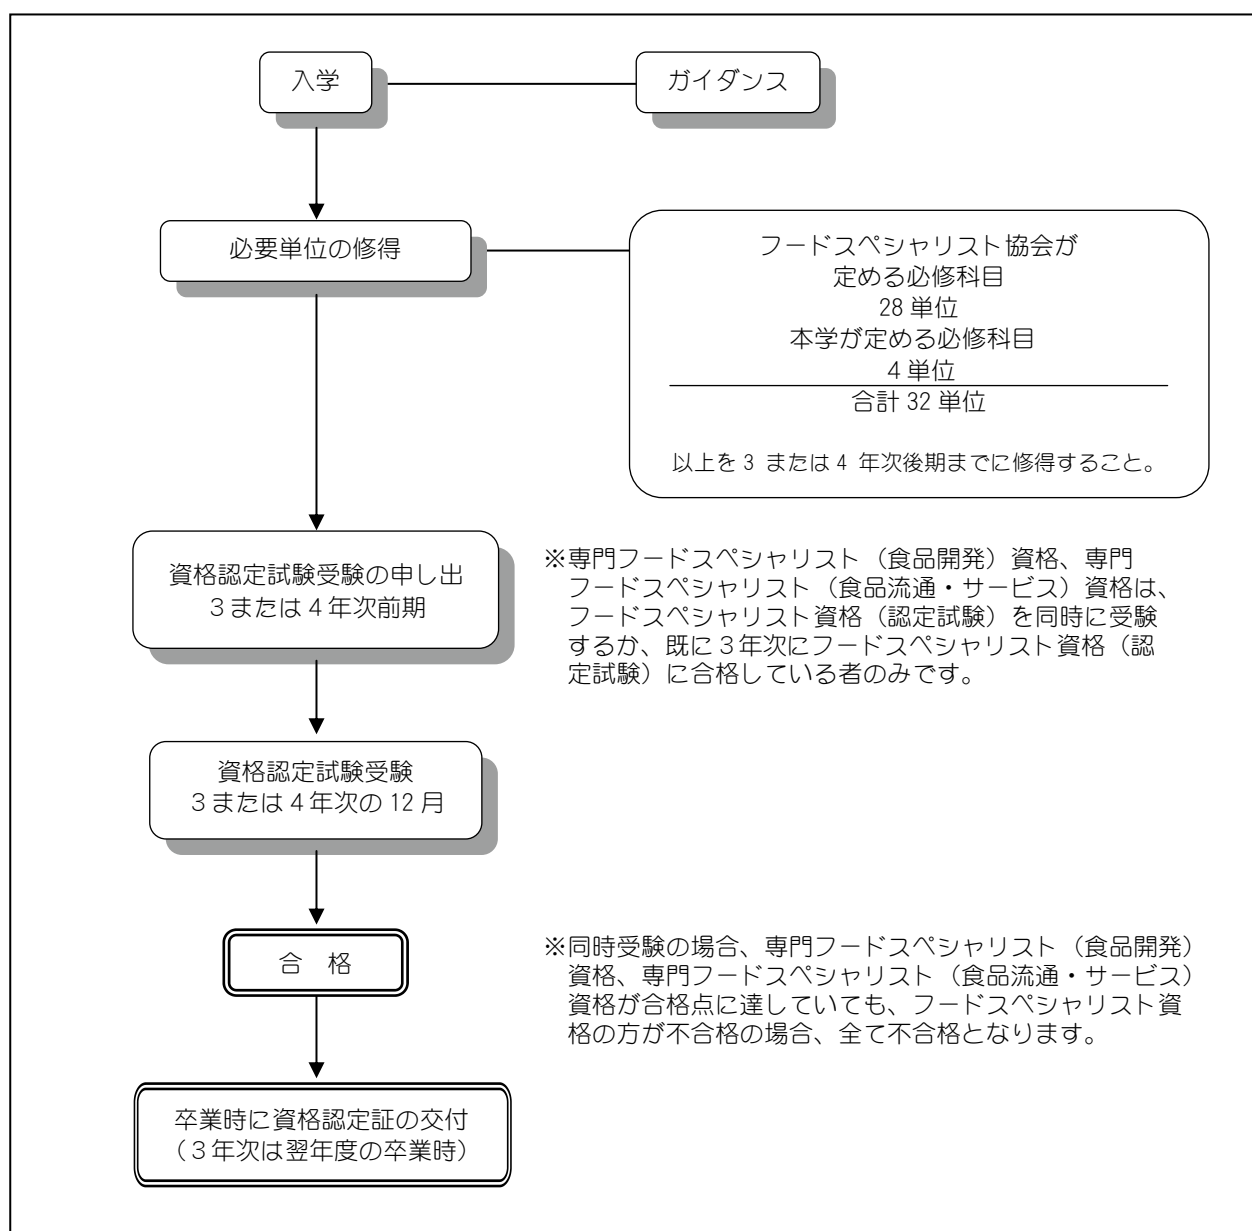 入学
ガイダンス
必要単位の修得
フードスペシャリスト協会が
定める必修科目
28 単位
本学が定める必修科目
4 単位
合計 32 単位
以上を 3 または 4 年次後期までに修得すること。
資格認定試験受験の申し出
3または4年次前期
※専門フードスペシャリスト（食品開発）資格、専門
フードスペシャリスト（食品流通・サービス）資格は、
フードスペシャリスト資格（認定試験）を同時に受験
するか、既に3年次にフードスペシャリスト資格（認
定試験）に合格している者のみです。
資格認定試験受験
3または4年次の 12 月
合　格
※同時受験の場合、専門フードスペシャリスト（食品開発）
資格、専門フードスペシャリスト（食品流通・サービス）
資格が合格点に達していても、フードスペシャリスト資
格の方が不合格の場合、全て不合格となります。
卒業時に資格認定証の交付
（3年次は翌年度の卒業時）